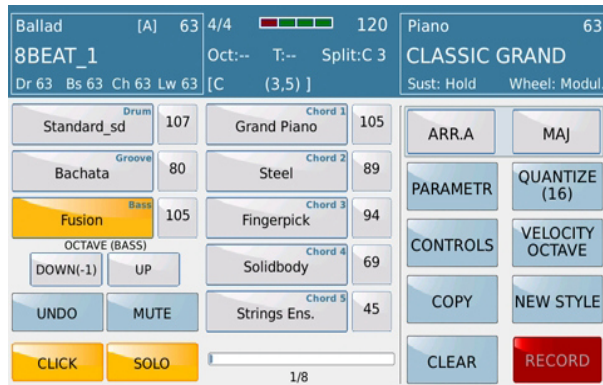 Ballad [A] 63
8BEAT_1
Dr 63 Bs 63 Ch 63 Lw 63
4/4 120
Oct:-- T:-- Split:C 3
[C (3,5) ]
Piano 63
CLASSIC GRAND
Sust: Hold Wheel: Modul.
Drum
Standard_sd 107
Groove
Bachata 80
Bass
Fusion 105
OCTAVE (BASS)
DOWN(-1) UP
UNDO MUTE
CLICK SOLO
Chord 1
Grand Piano 105
Chord 2
Steel 89
Chord 3
Fingerpick 94
Chord 4
Solidbody 69
Chord 5
Strings Ens. 45
1/8
ARR.A MAJ
PARAMETR QUANTIZE
(16)
CONTROLS VELOCITY
OCTAVE
COPY NEW STYLE
CLEAR RECORD